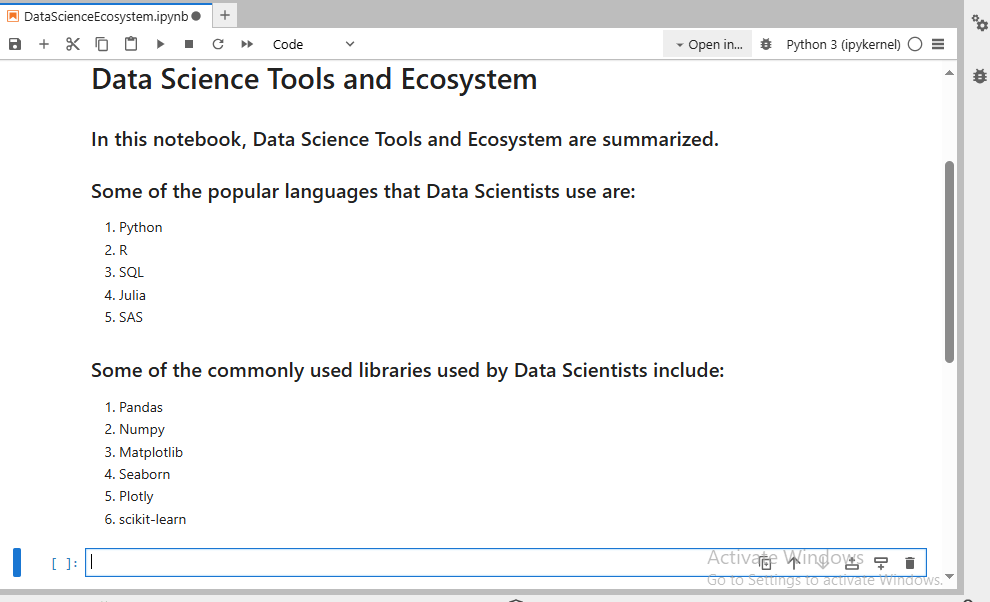 DataScienceEcosystem.ipynb
Code
Open in...
Python 3 (ipykernel)
Data Science Tools and Ecosystem
In this notebook, Data Science Tools and Ecosystem are summarized.
Some of the popular languages that Data Scientists use are:
1. Python
2. R
3. SQL
4. Julia
5. SAS
Some of the commonly used libraries used by Data Scientists include:
1. Pandas
2. Numpy
3. Matplotlib
4. Seaborn
5. Plotly
6. scikit-learn
[ ]:
Activate Windows
Go to Settings to activate Windows.